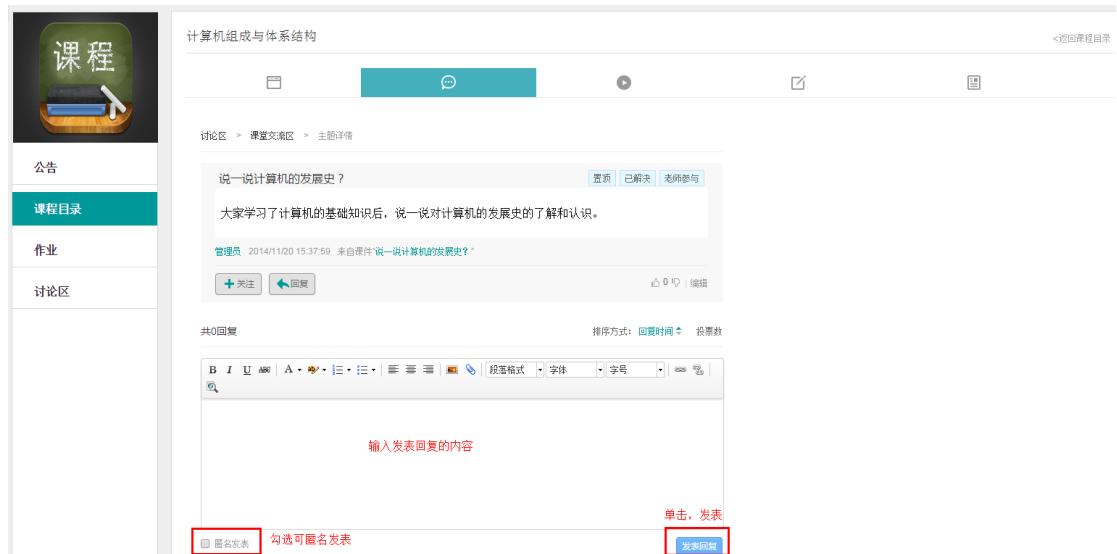 课程
计算机组成与体系结构
<返回课程目录
讨论区 > 课堂交流区 > 主题详情
公告
课程目录
作业
讨论区
说一说计算机的发展史？
置顶 已解决 老师参与
大家学习了计算机的基础知识后，说一说对计算机的发展史的了解和认识。
管理员 2014/11/20 15:37:59 来自课件“说一说计算机的发展史？”
关注 回复
0 | 编辑
共0回复
排序方式： 回复时间 投票数
B I U ABC A 段落格式 字体 字号
输入发表回复的内容
单击，发表
匿名发表
勾选可匿名发表
发表回复